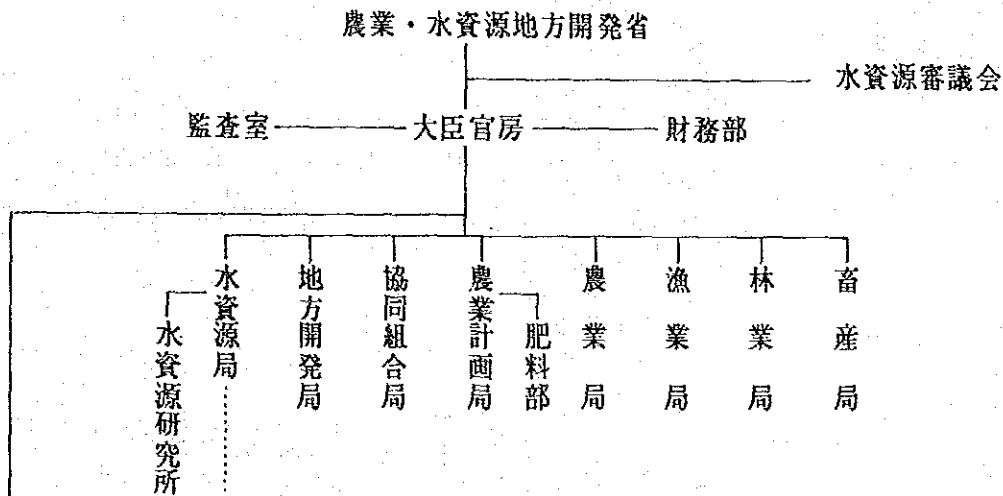 農業・水資源地方開発省
水資源審議会
監査室
大臣官房
財務部
水資源研究所
水資源局
地方開発局
協同組合局
農業計画局
肥料部
農業局
漁業局
林業局
畜産局